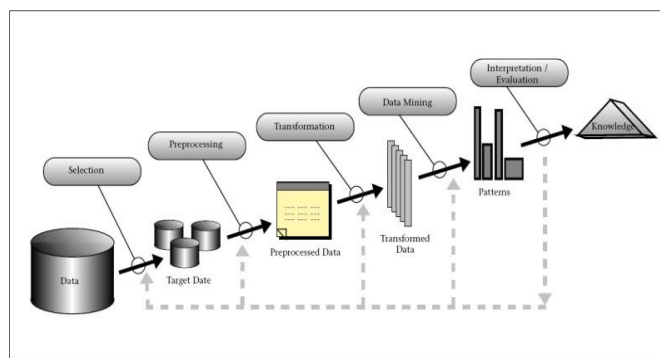 Interpretation /
Evaluation
Data Mining
Transformation
Preprocessing
Selection
Knowledge
Patterns
Transformed
Data
Preprocessed Data
Target Date
Data